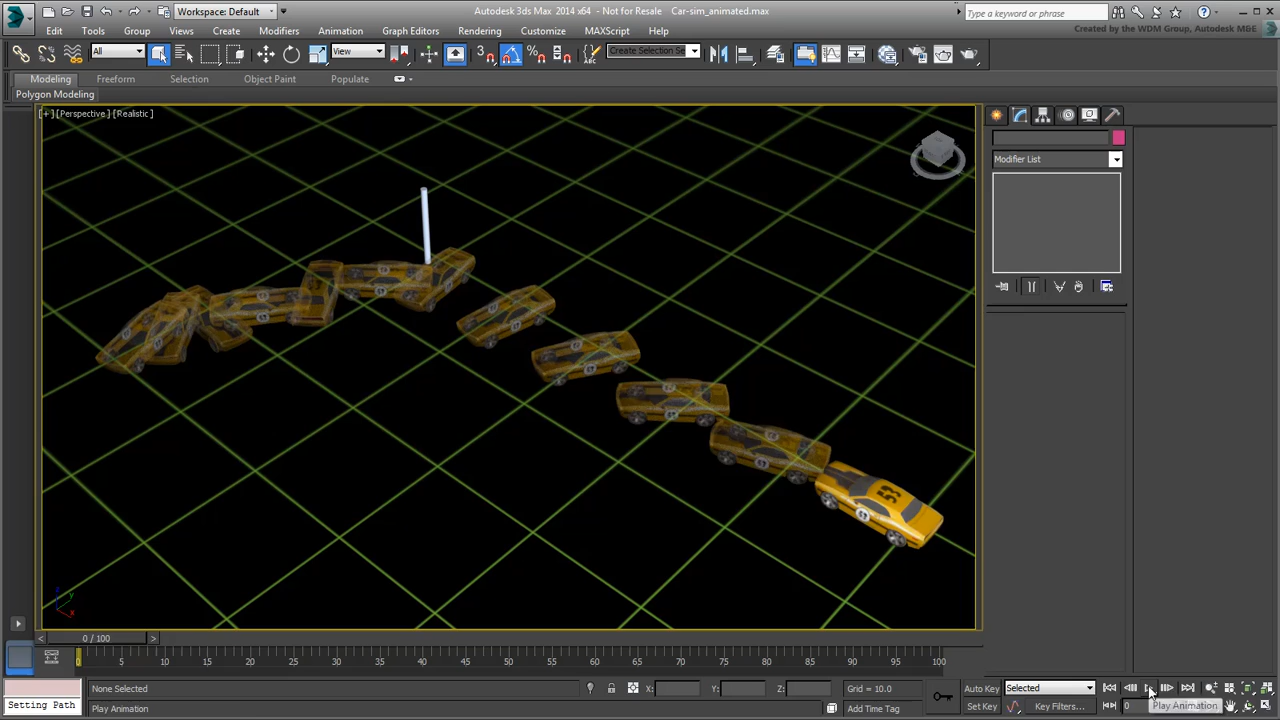 Workspace: Default
Autodesk 3ds Max 2014 x64 - Not for Resale Car-sim_animated.max
Type a keyword or phrase
Created by the WDM Group, Autodesk M&E
Edit Tools Group Views Create Modifiers Animation Graph Editors Rendering Customize MAXScript Help
All View 3 Create Selection Se
Modeling Freeform Selection Object Paint Populate
Polygon Modeling
[+][Perspective][Realistic]
Modifier List
53
z y x
< 0 / 100 >
0 5 10 15 20 25 30 35 40 45 50 55 60 65 70 75 80 85 90 95 100
None Selected X: Y: Z: Grid = 10.0 Auto Key Selected
Setting Path Play Animation Add Time Tag Set Key Key Filters... 0 Play Animation